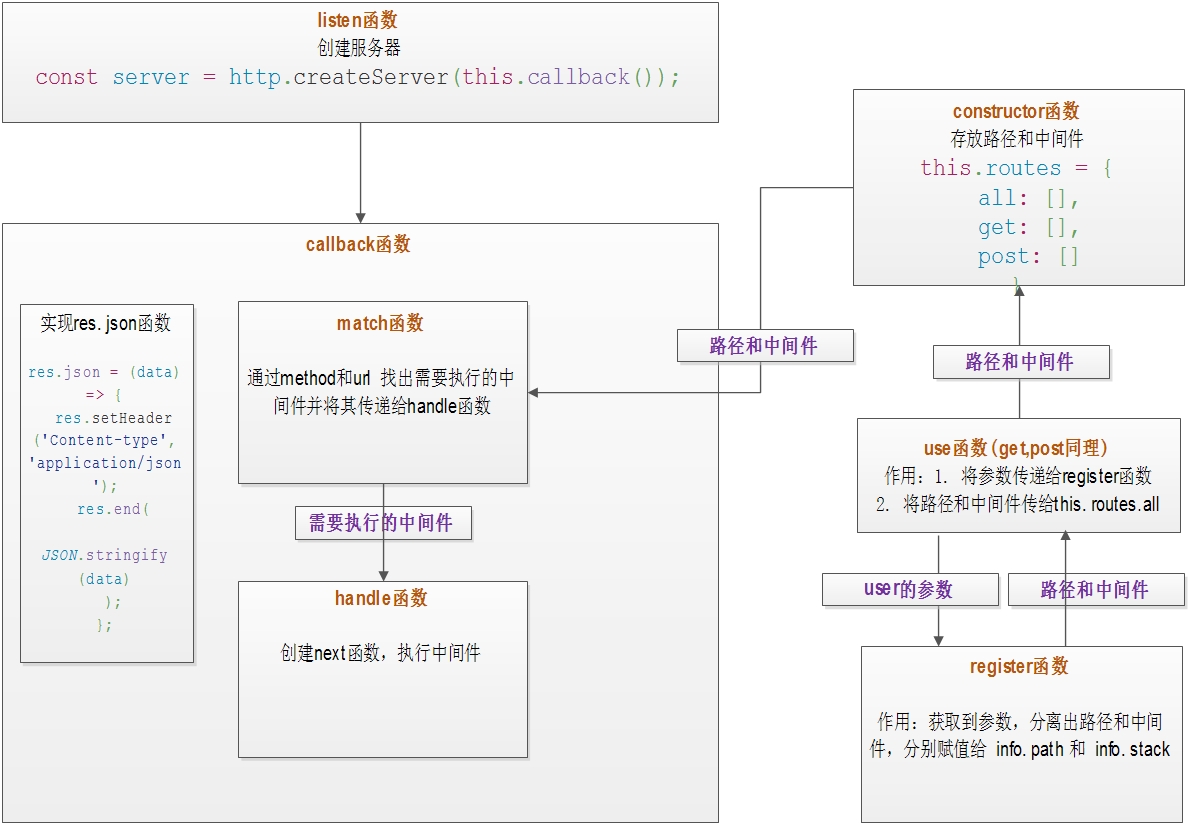 listen函数
创建服务器
const server = http.createServer(this.callback());
callback函数
实现res.json函数
res.json = (data)
=> {
res.setHeader
('Content-type',
'application/json
');
res.end(
JSON.stringify
(data)
);
};
match函数
通过method和url 找出需要执行的中
间件并将其传递给handle函数
需要执行的中间件
handle函数
创建next函数，执行中间件
路径和中间件
constructor函数
存放路径和中间件
this.routes = {
all: [],
get: [],
post: []
}
路径和中间件
use函数(get,post同理)
作用：1. 将参数传递给register函数
2. 将路径和中间件传给this.routes.all
user的参数
路径和中间件
register函数
作用：获取到参数，分离出路径和中间
件，分别赋值给 info.path 和 info.stack